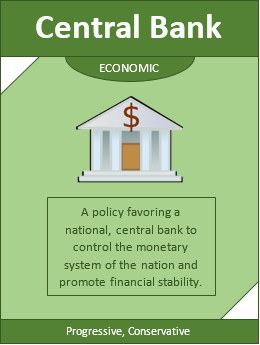 Central Bank
ECONOMIC
$
A policy favoring a
national, central bank to
control the monetary
system of the nation and
promote financial stability.
Progressive, Conservative